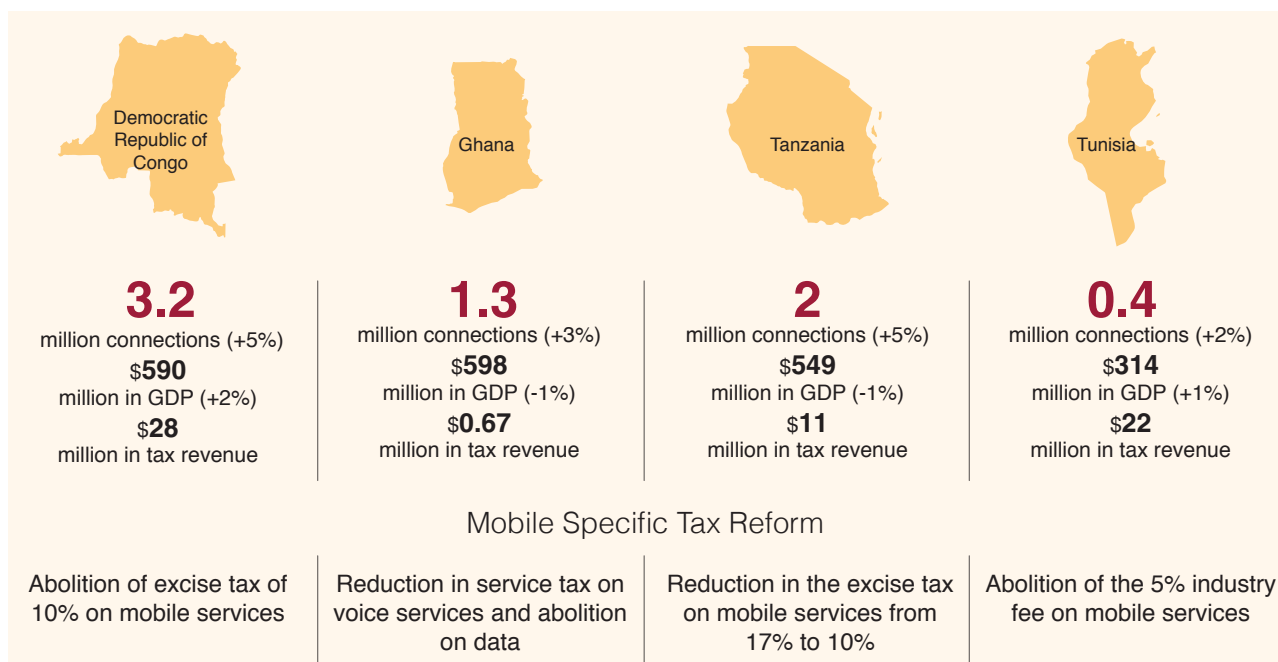 Democratic
Republic of
Congo
3.2
million connections (+5%)
$590
million in GDP (+2%)
$28
million in tax revenue
Ghana
1.3
million connections (+3%)
$598
million in GDP (-1%)
$0.67
million in tax revenue
Tanzania
2
million connections (+5%)
$549
million in GDP (-1%)
$11
million in tax revenue
Tunisia
0.4
million connections (+2%)
$314
million in GDP (+1%)
$22
million in tax revenue
Mobile Specific Tax Reform
Abolition of excise tax of
10% on mobile services
Reduction in service tax on
voice services and abolition
on data
Reduction in the excise tax
on mobile services from
17% to 10%
Abolition of the 5% industry
fee on mobile services